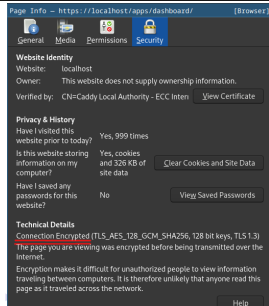 Page Info — https://localhost/apps/dashboard/ [Browser]
General Media Permissions Security
Website Identity
Website: localhost
Owner: This website does not supply ownership information.
Verified by: CN=Caddy Local Authority - ECC Inten View Certificate
Privacy & History
Have I visited this
website prior to today? Yes, 999 times
Is this website storing
information on my
computer?
Yes, cookies
and 326 KB of
site data
Clear Cookies and Site Data
Have I saved any
passwords for this
website?
No
View Saved Passwords
Technical Details
Connection Encrypted (TLS_AES_128_GCM_SHA256, 128 bit keys, TLS 1.3)
The page you are viewing was encrypted before being transmitted over the
Internet.
Encryption makes it difficult for unauthorized people to view information
traveling between computers. It is therefore unlikely that anyone read this
page as it traveled across the network.
Help